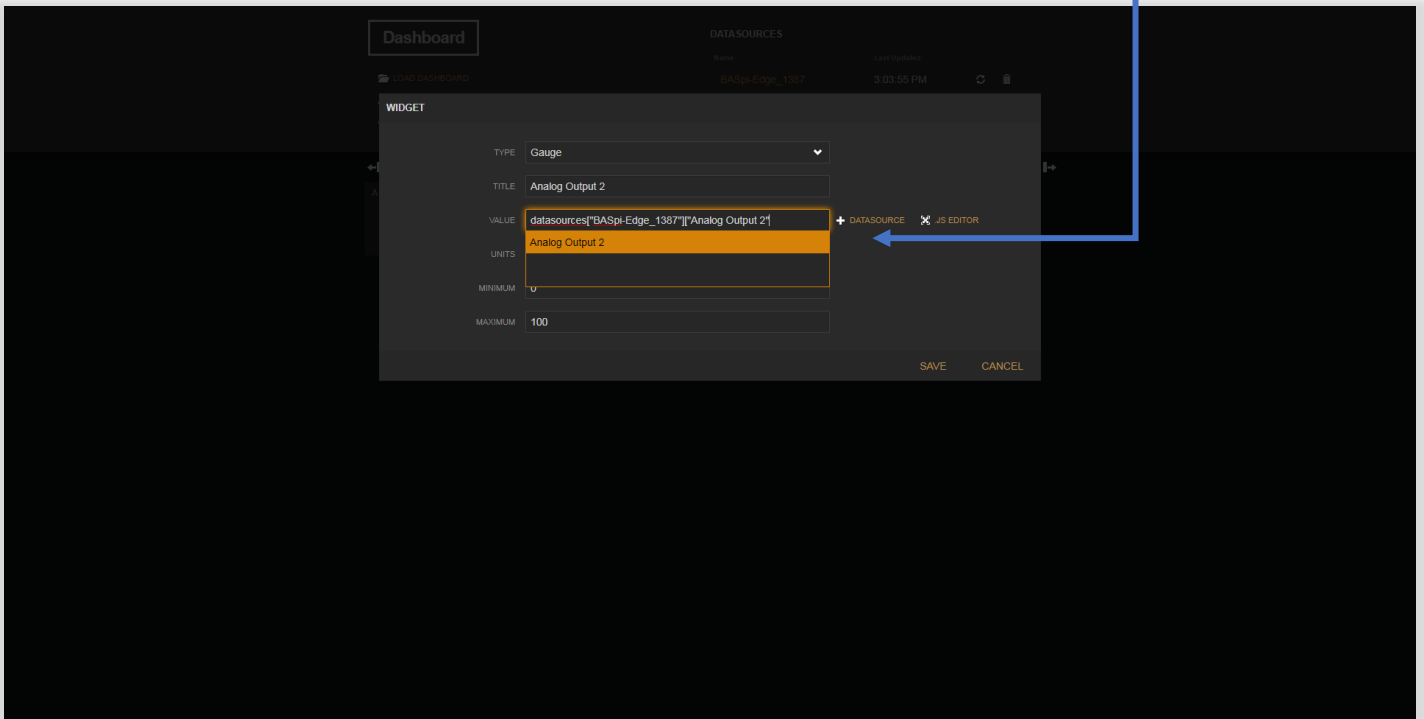 Dashboard
DATASOURCES
Name
Last Updated
LOAD DASHBOARD
BASpi-Edge_1387
3:03:55 PM
WIDGET
TYPE
Gauge
TITLE
Analog Output 2
VALUE
datasources["BASpi-Edge_1387"]["Analog Output 2"
DATASOURCE
.JS EDITOR
Analog Output 2
UNITS
MINIMUM
0
MAXIMUM
100
SAVE
CANCEL